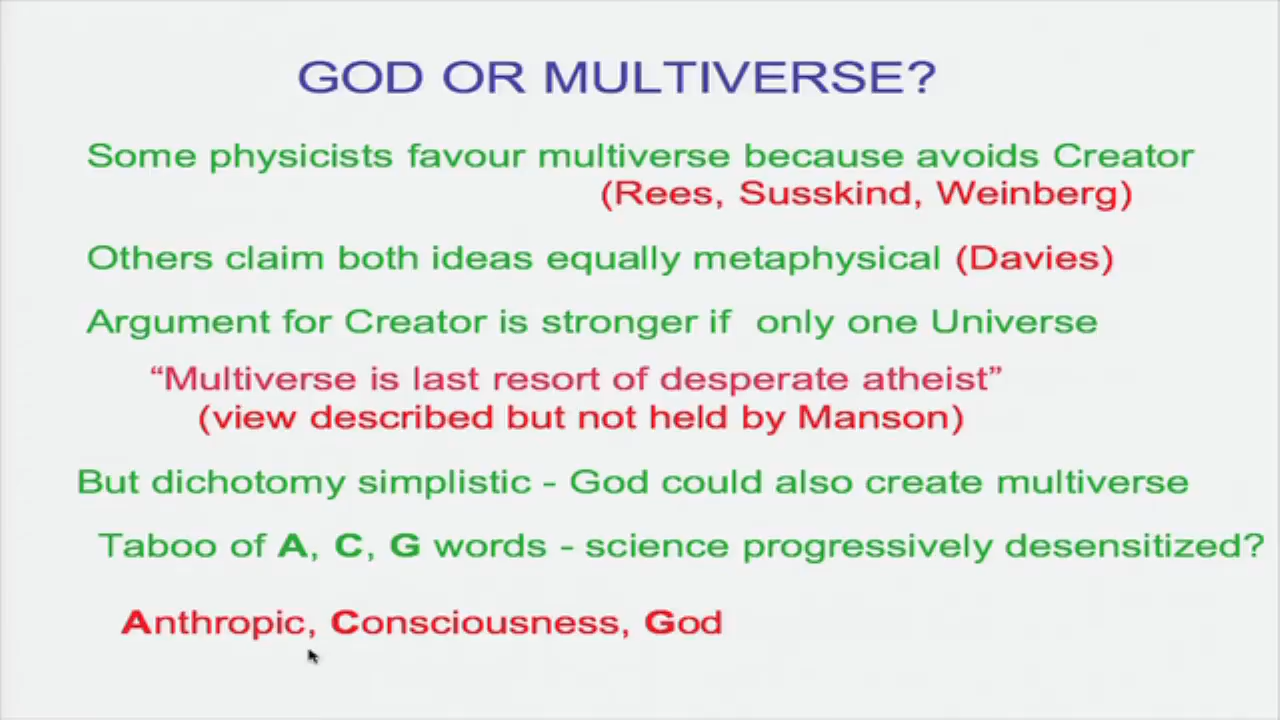 GOD OR MULTIVERSE?
Some physicists favour multiverse because avoids Creator
(Rees, Susskind, Weinberg)
Others claim both ideas equally metaphysical (Davies)
Argument for Creator is stronger if only one Universe
“Multiverse is last resort of desperate atheist”
(view described but not held by Manson)
But dichotomy simplistic - God could also create multiverse
Taboo of A, C, G words - science progressively desensitized?
Anthropic, Consciousness, God